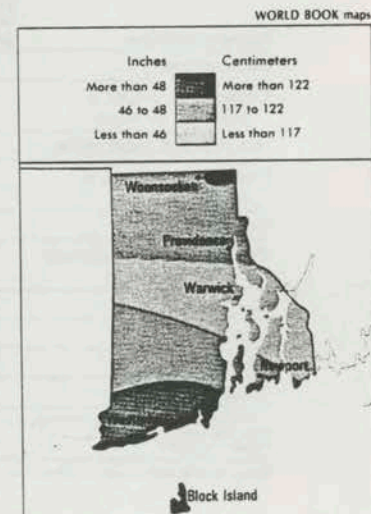 WORLD BOOK maps
Inches Centimeters
More than 48 More than 122
46 to 48 117 to 122
Less than 46 Less than 117
Woonsocket
Providence
Warwick
Newport
Block Island